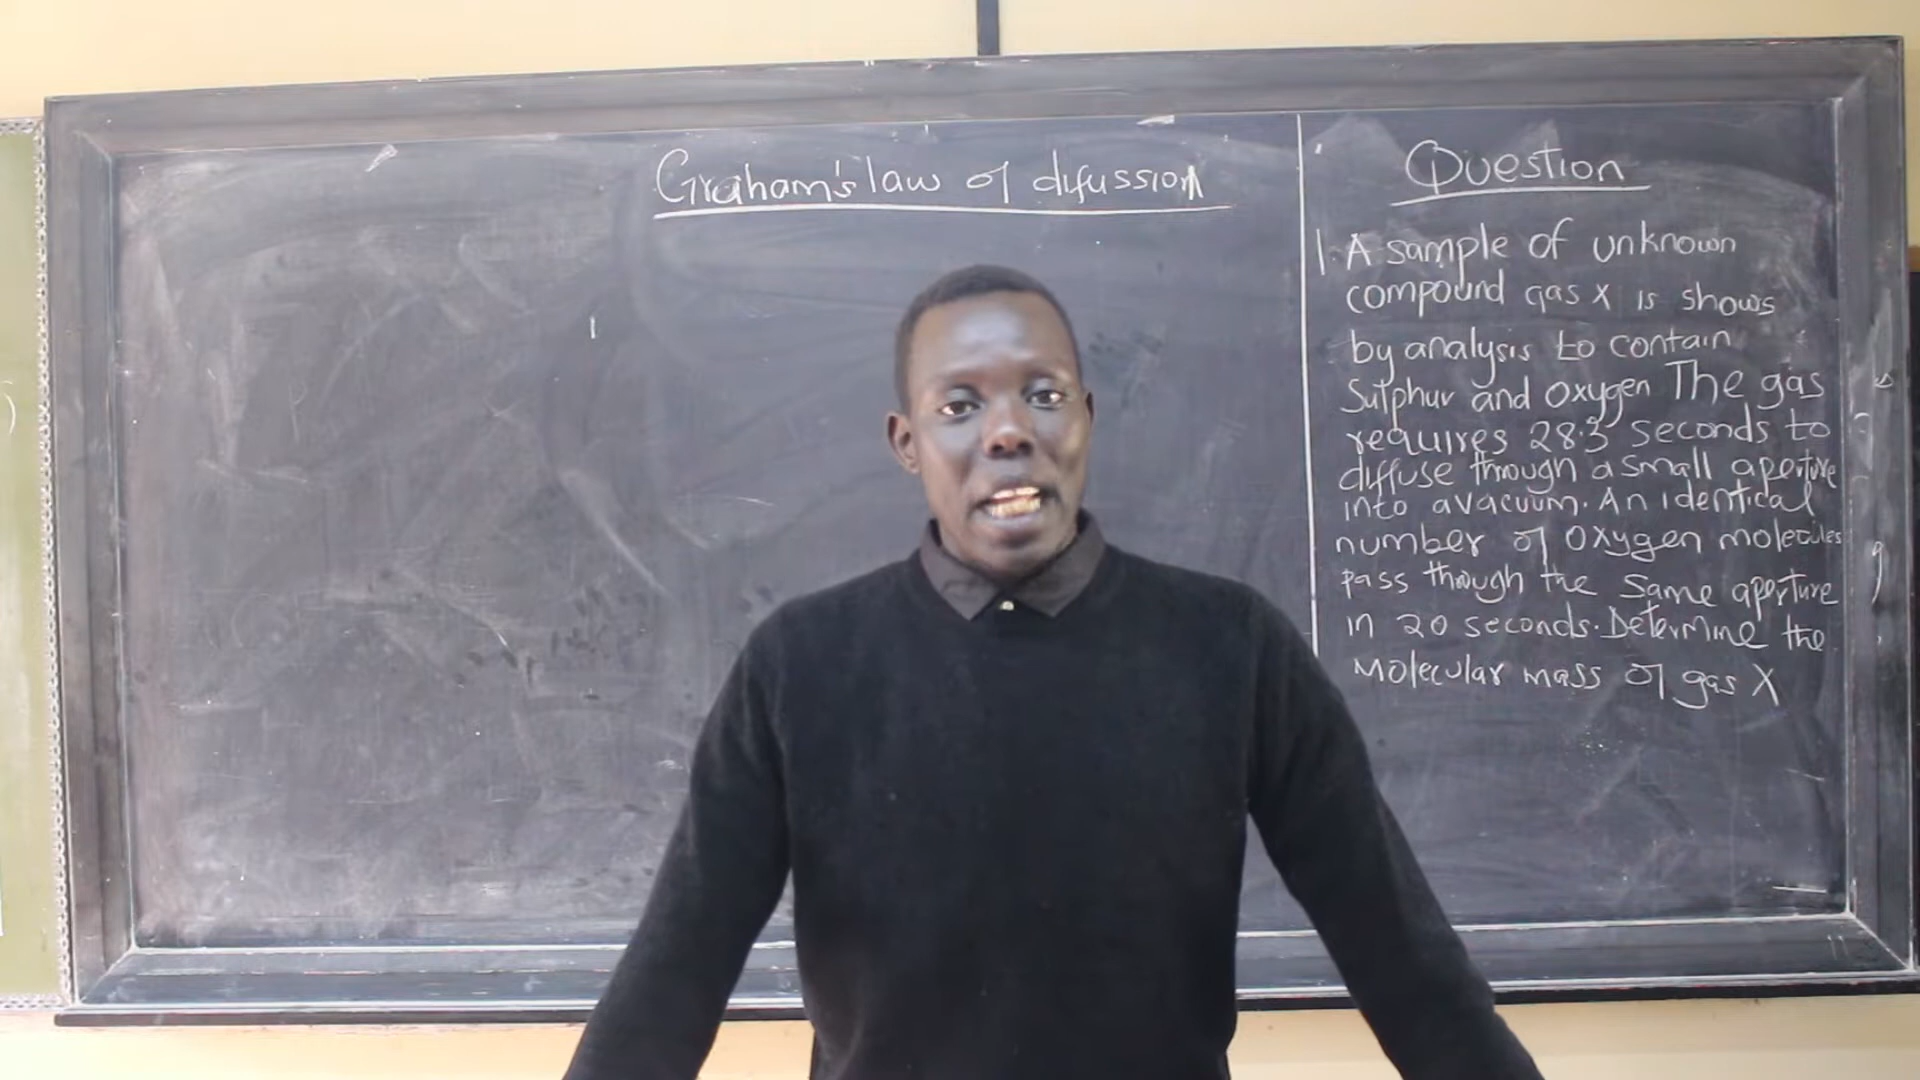 Graham's law of difussion
Question
1. A sample of unknown
compound gas X is shows
by analysis to contain
Sulphur and oxygen The gas
requires 28.3 seconds to
diffuse through a small aperture
into a vacuum. An identical
number of oxygen molecules
pass through the same aperture
in 20 seconds. Determine the
molecular mass of gas X